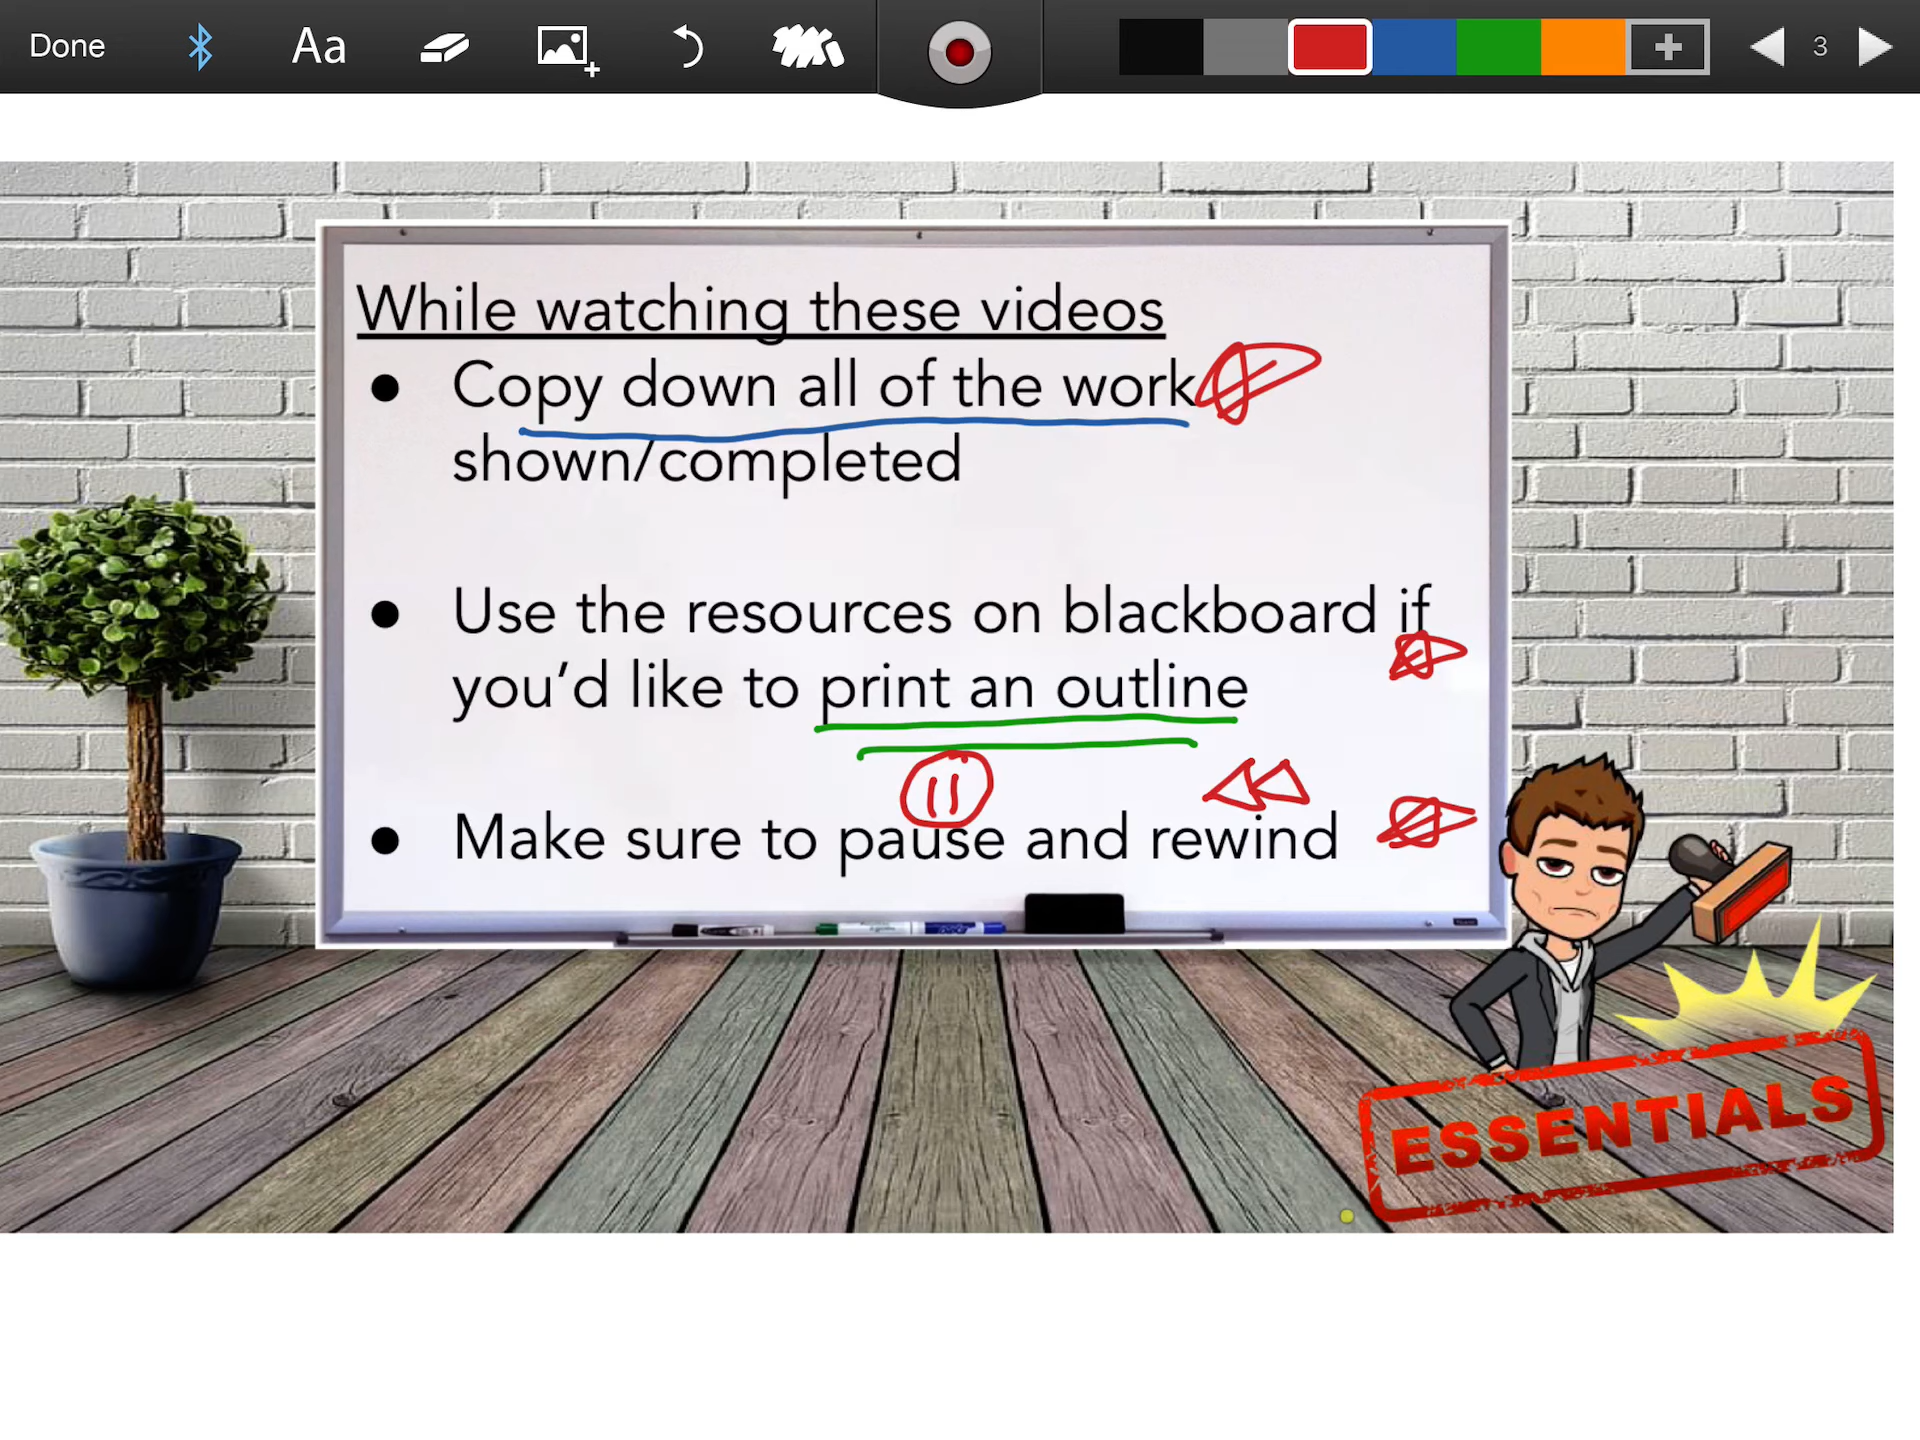 Done
Aa
3
While watching these videos
● Copy down all of the work
shown/completed
● Use the resources on blackboard if
you’d like to print an outline
● Make sure to pause and rewind
ESSENTIALS